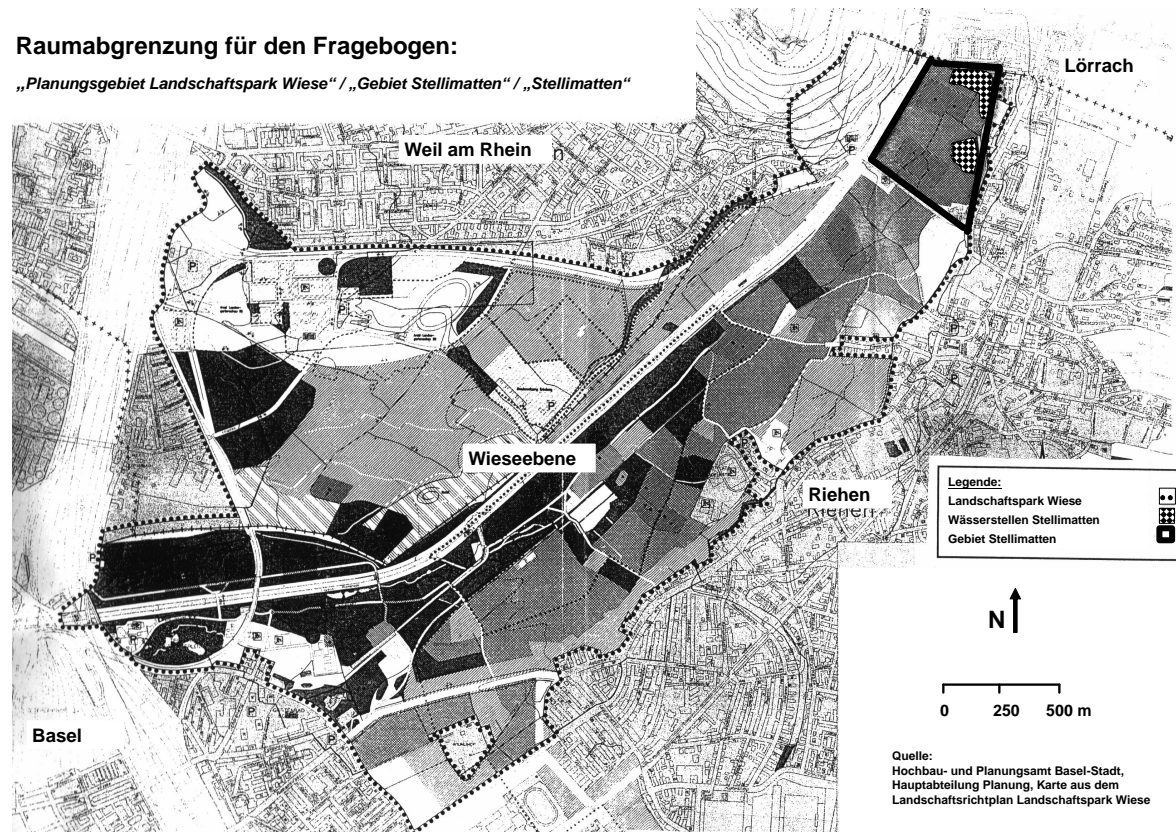 Raumabgrenzung für den Fragebogen:
„Planungsgebiet Landschaftspark Wiese“ / „Gebiet Stellimatten“ / „Stellimatten“
Lörrach
Weil am Rhein
Wieseebene
Riehen
Basel
Legende:
Landschaftspark Wiese
Wässerstellen Stellimatten
Gebiet Stellimatten
N
0 250 500 m
Quelle:
Hochbau- und Planungsamt Basel-Stadt,
Hauptabteilung Planung, Karte aus dem
Landschaftsrichtplan Landschaftspark Wiese